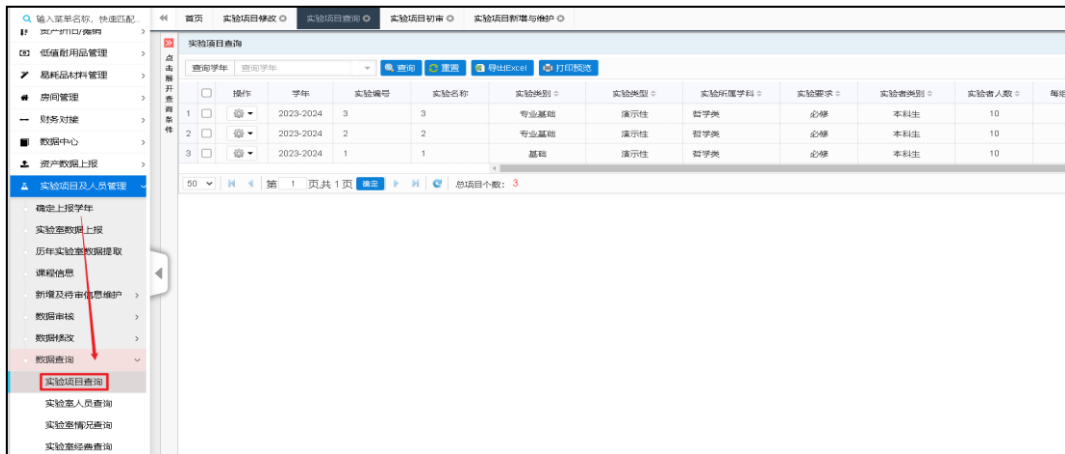 输入菜单名称，快速匹配...
资产折旧/摊销
低值耐用品管理
易耗品材料管理
房间管理
财务对接
数据中心
资产数据上报
实验项目及人员管理
确定上报学年
实验室数据上报
历年实验室数据提取
课程信息
新增及待审信息维护
数据审核
数据修改
数据查询
实验项目查询
实验室人员查询
实验室情况查询
实验室经费查询
首页 实验项目修改 实验项目查询 实验项目初审 实验项目新增与维护
点击展开查询条件
实验项目查询
查询学年 查询学年 查询 重置 导出Excel 打印预览
操作 学年 实验编号 实验名称 实验类别 实验类型 实验所属学科 实验要求 实验者类别 实验者人数 每组
1 2023-2024 3 3 专业基础 演示性 哲学类 必修 本科生 10
2 2023-2024 2 2 专业基础 演示性 哲学类 必修 本科生 10
3 2023-2024 1 1 基础 演示性 哲学类 必修 本科生 10
50 第 1 页,共 1 页 确定 总项目个数: 3